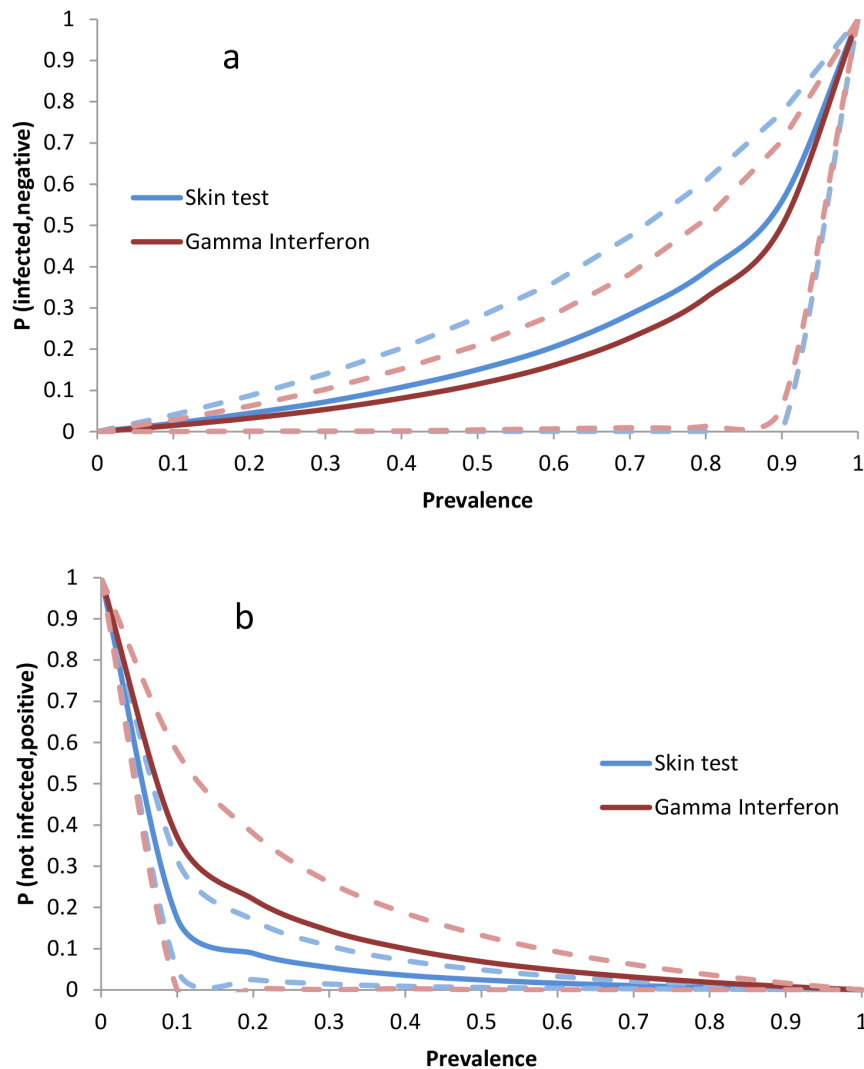 1
0.9
a
0.8
0.7
0.6
0.5
0.4
0.3
0.2
0.1
0
P (infected,negative)
Skin test
Gamma Interferon
0 0.1 0.2 0.3 0.4 0.5 0.6 0.7 0.8 0.9 1
Prevalence
1
0.9
b
0.8
0.7
0.6
0.5
0.4
0.3
0.2
0.1
0
P (not infected,positive)
Skin test
Gamma Interferon
0 0.1 0.2 0.3 0.4 0.5 0.6 0.7 0.8 0.9 1
Prevalence